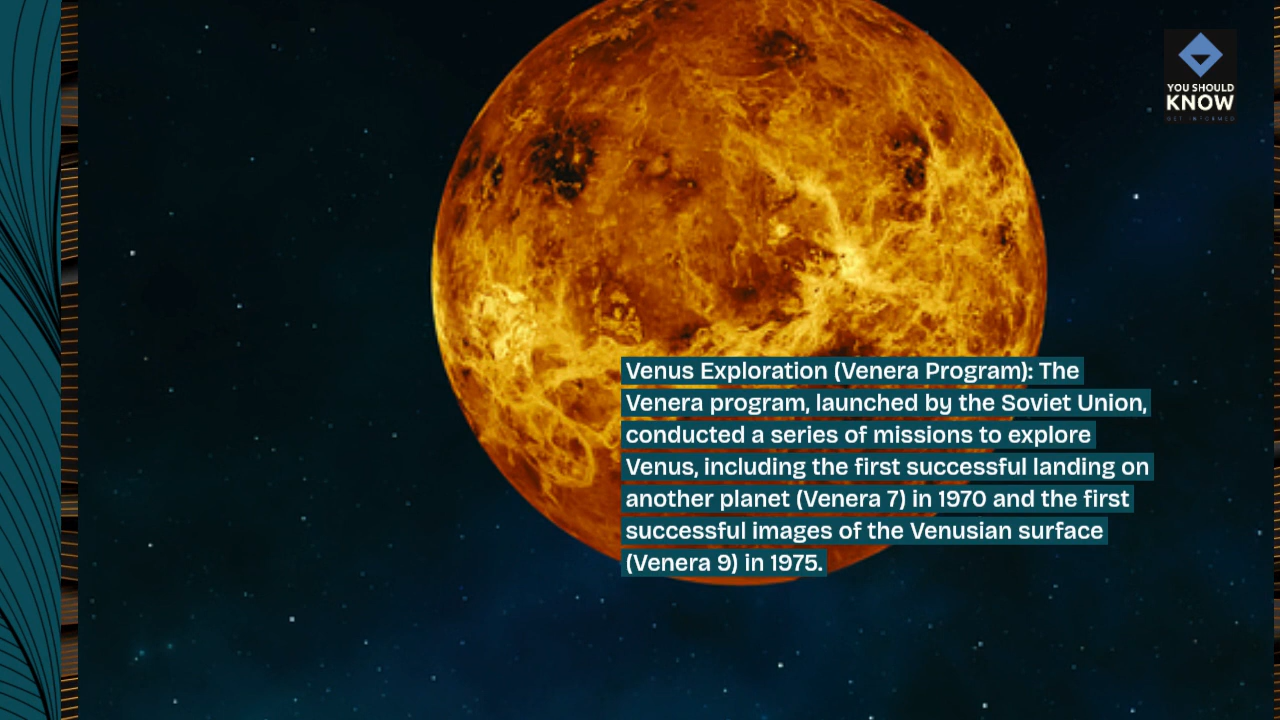 YOU SHOULD
KNOW
GET INFORMED
Venus Exploration (Venera Program): The
Venera program, launched by the Soviet Union,
conducted a series of missions to explore
Venus, including the first successful landing on
another planet (Venera 7) in 1970 and the first
successful images of the Venusian surface
(Venera 9) in 1975.